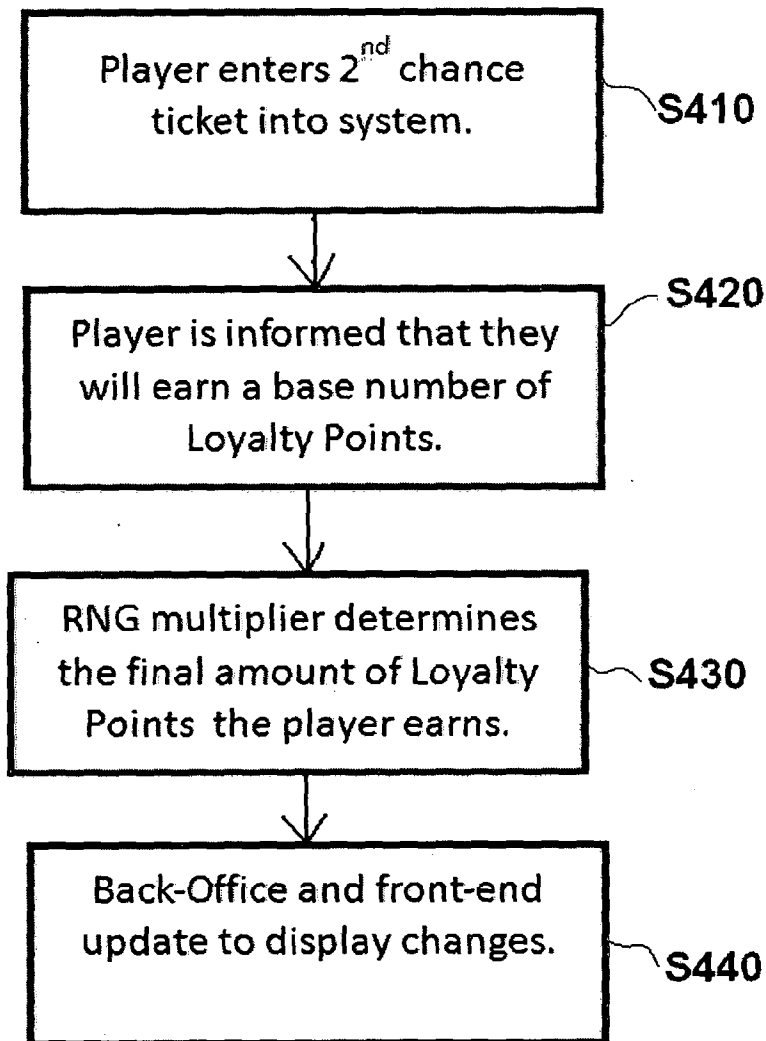 Player enters 2nd chance
ticket into system.
S410
Player is informed that they
will earn a base number of
Loyalty Points.
S420
RNG multiplier determines
the final amount of Loyalty
Points the player earns.
S430
Back-Office and front-end
update to display changes.
S440